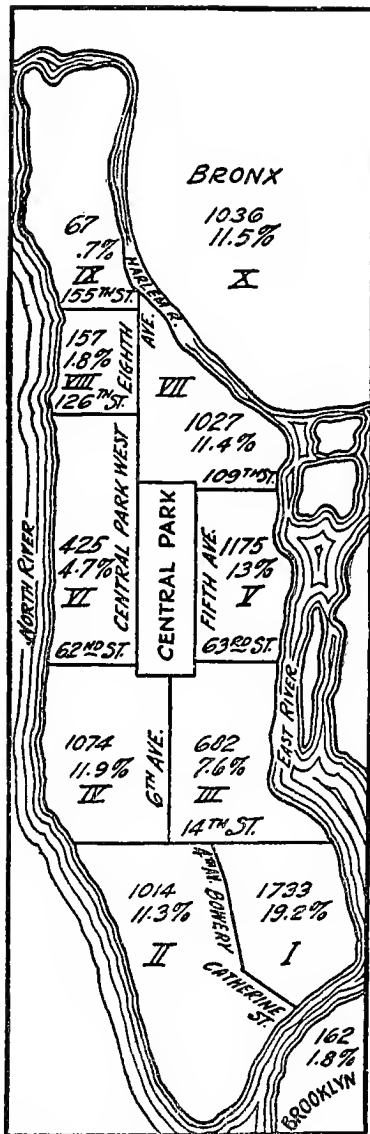 BRONX
1036
11.5%
X
67
.7%
IX
155TH ST.
HARLEM R.
157
1.8%
VIII
126TH ST.
EIGHTH AVE.
VII
1027
11.4%
109TH ST.
NORTH RIVER
425
4.7%
VI
62ND ST.
CENTRAL PARK WEST
CENTRAL PARK
FIFTH AVE.
1175
13%
V
63RD ST.
EAST RIVER
1074
11.9%
IV
6TH AVE.
682
7.6%
III
14TH ST.
1014
11.3%
II
BOWERY
1733
19.2%
I
CATHERINE ST.
162
1.8%
BROOKLYN